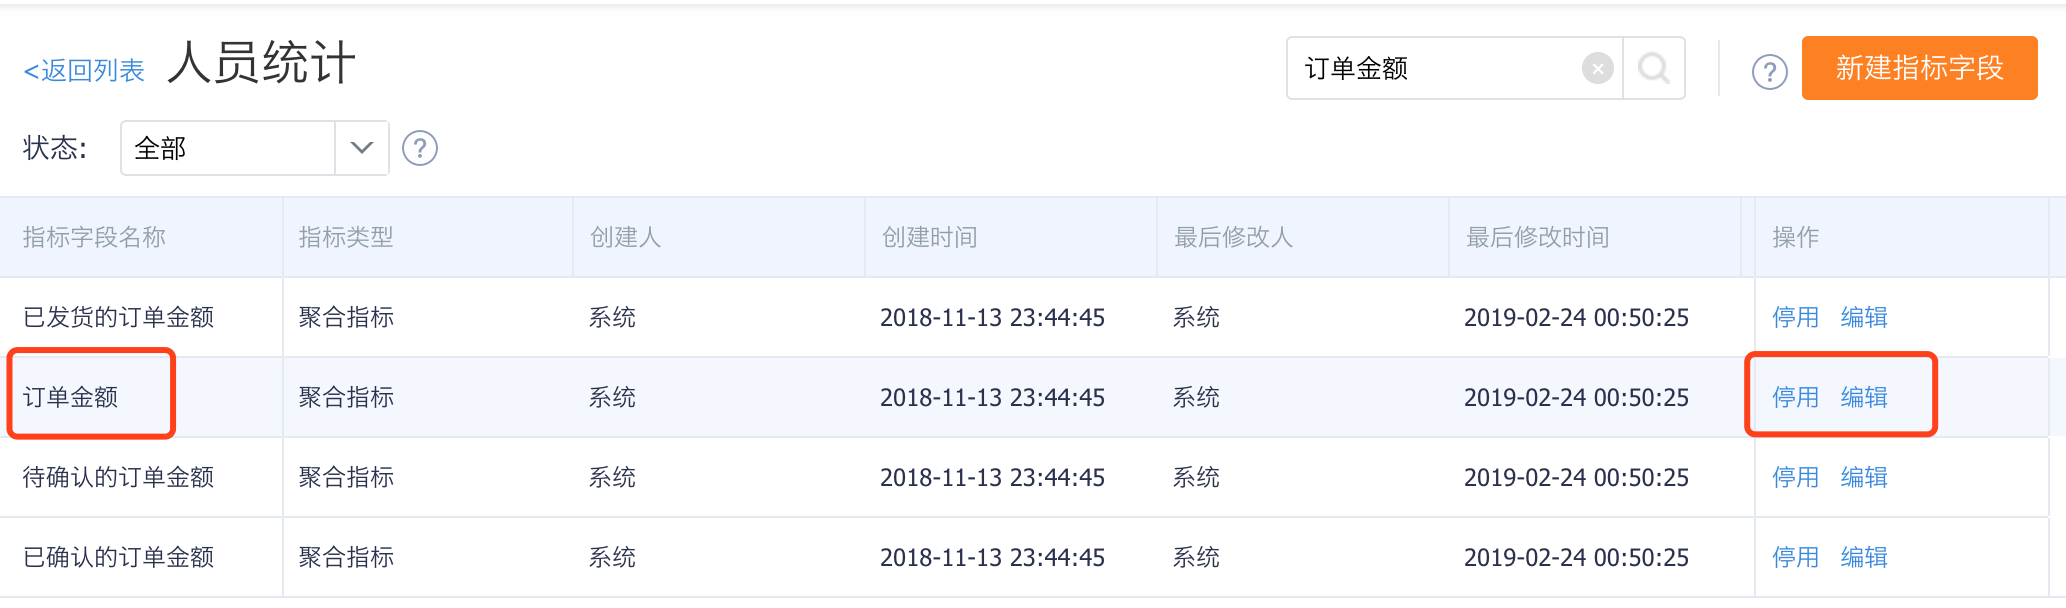 <返回列表 人员统计 订单金额 新建指标字段
状态: 全部
指标字段名称 指标类型 创建人 创建时间 最后修改人 最后修改时间 操作
已发货的订单金额 聚合指标 系统 2018-11-13 23:44:45 系统 2019-02-24 00:50:25 停用 编辑
订单金额 聚合指标 系统 2018-11-13 23:44:45 系统 2019-02-24 00:50:25 停用 编辑
待确认的订单金额 聚合指标 系统 2018-11-13 23:44:45 系统 2019-02-24 00:50:25 停用 编辑
已确认的订单金额 聚合指标 系统 2018-11-13 23:44:45 系统 2019-02-24 00:50:25 停用 编辑